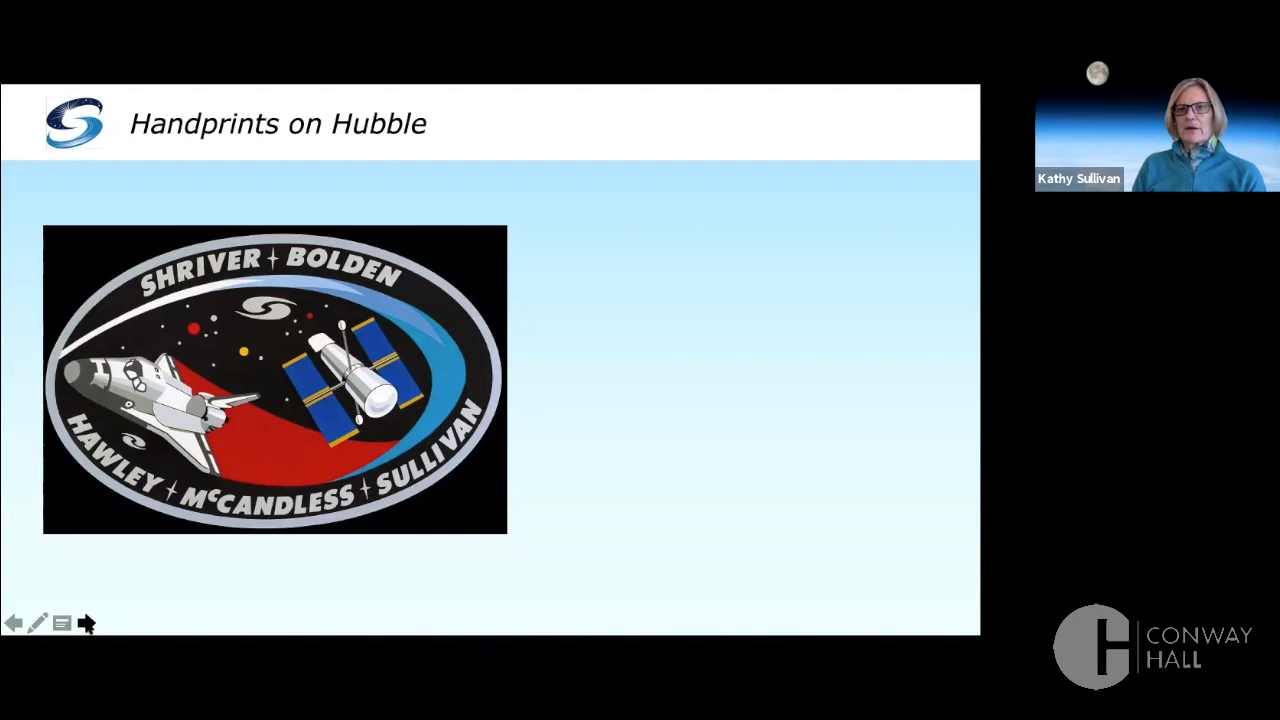 Handprints on Hubble
SHRIVER BOLDEN
HAWLEY McCANDLESS SULLIVAN
Kathy Sullivan
CONWAY
HALL